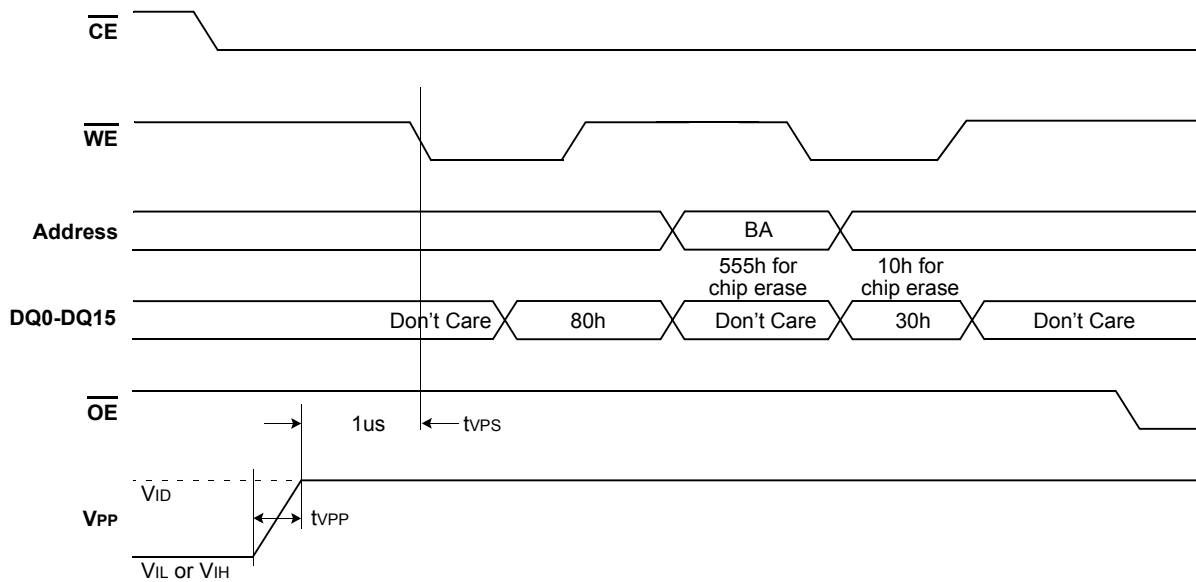 CE
WE
Address
BA
555h for
chip erase
10h for
chip erase
DQ0-DQ15
Don't Care
80h
Don't Care
30h
Don't Care
OE
1us
tVPS
VID
VPP
tVPP
VIL or VIH